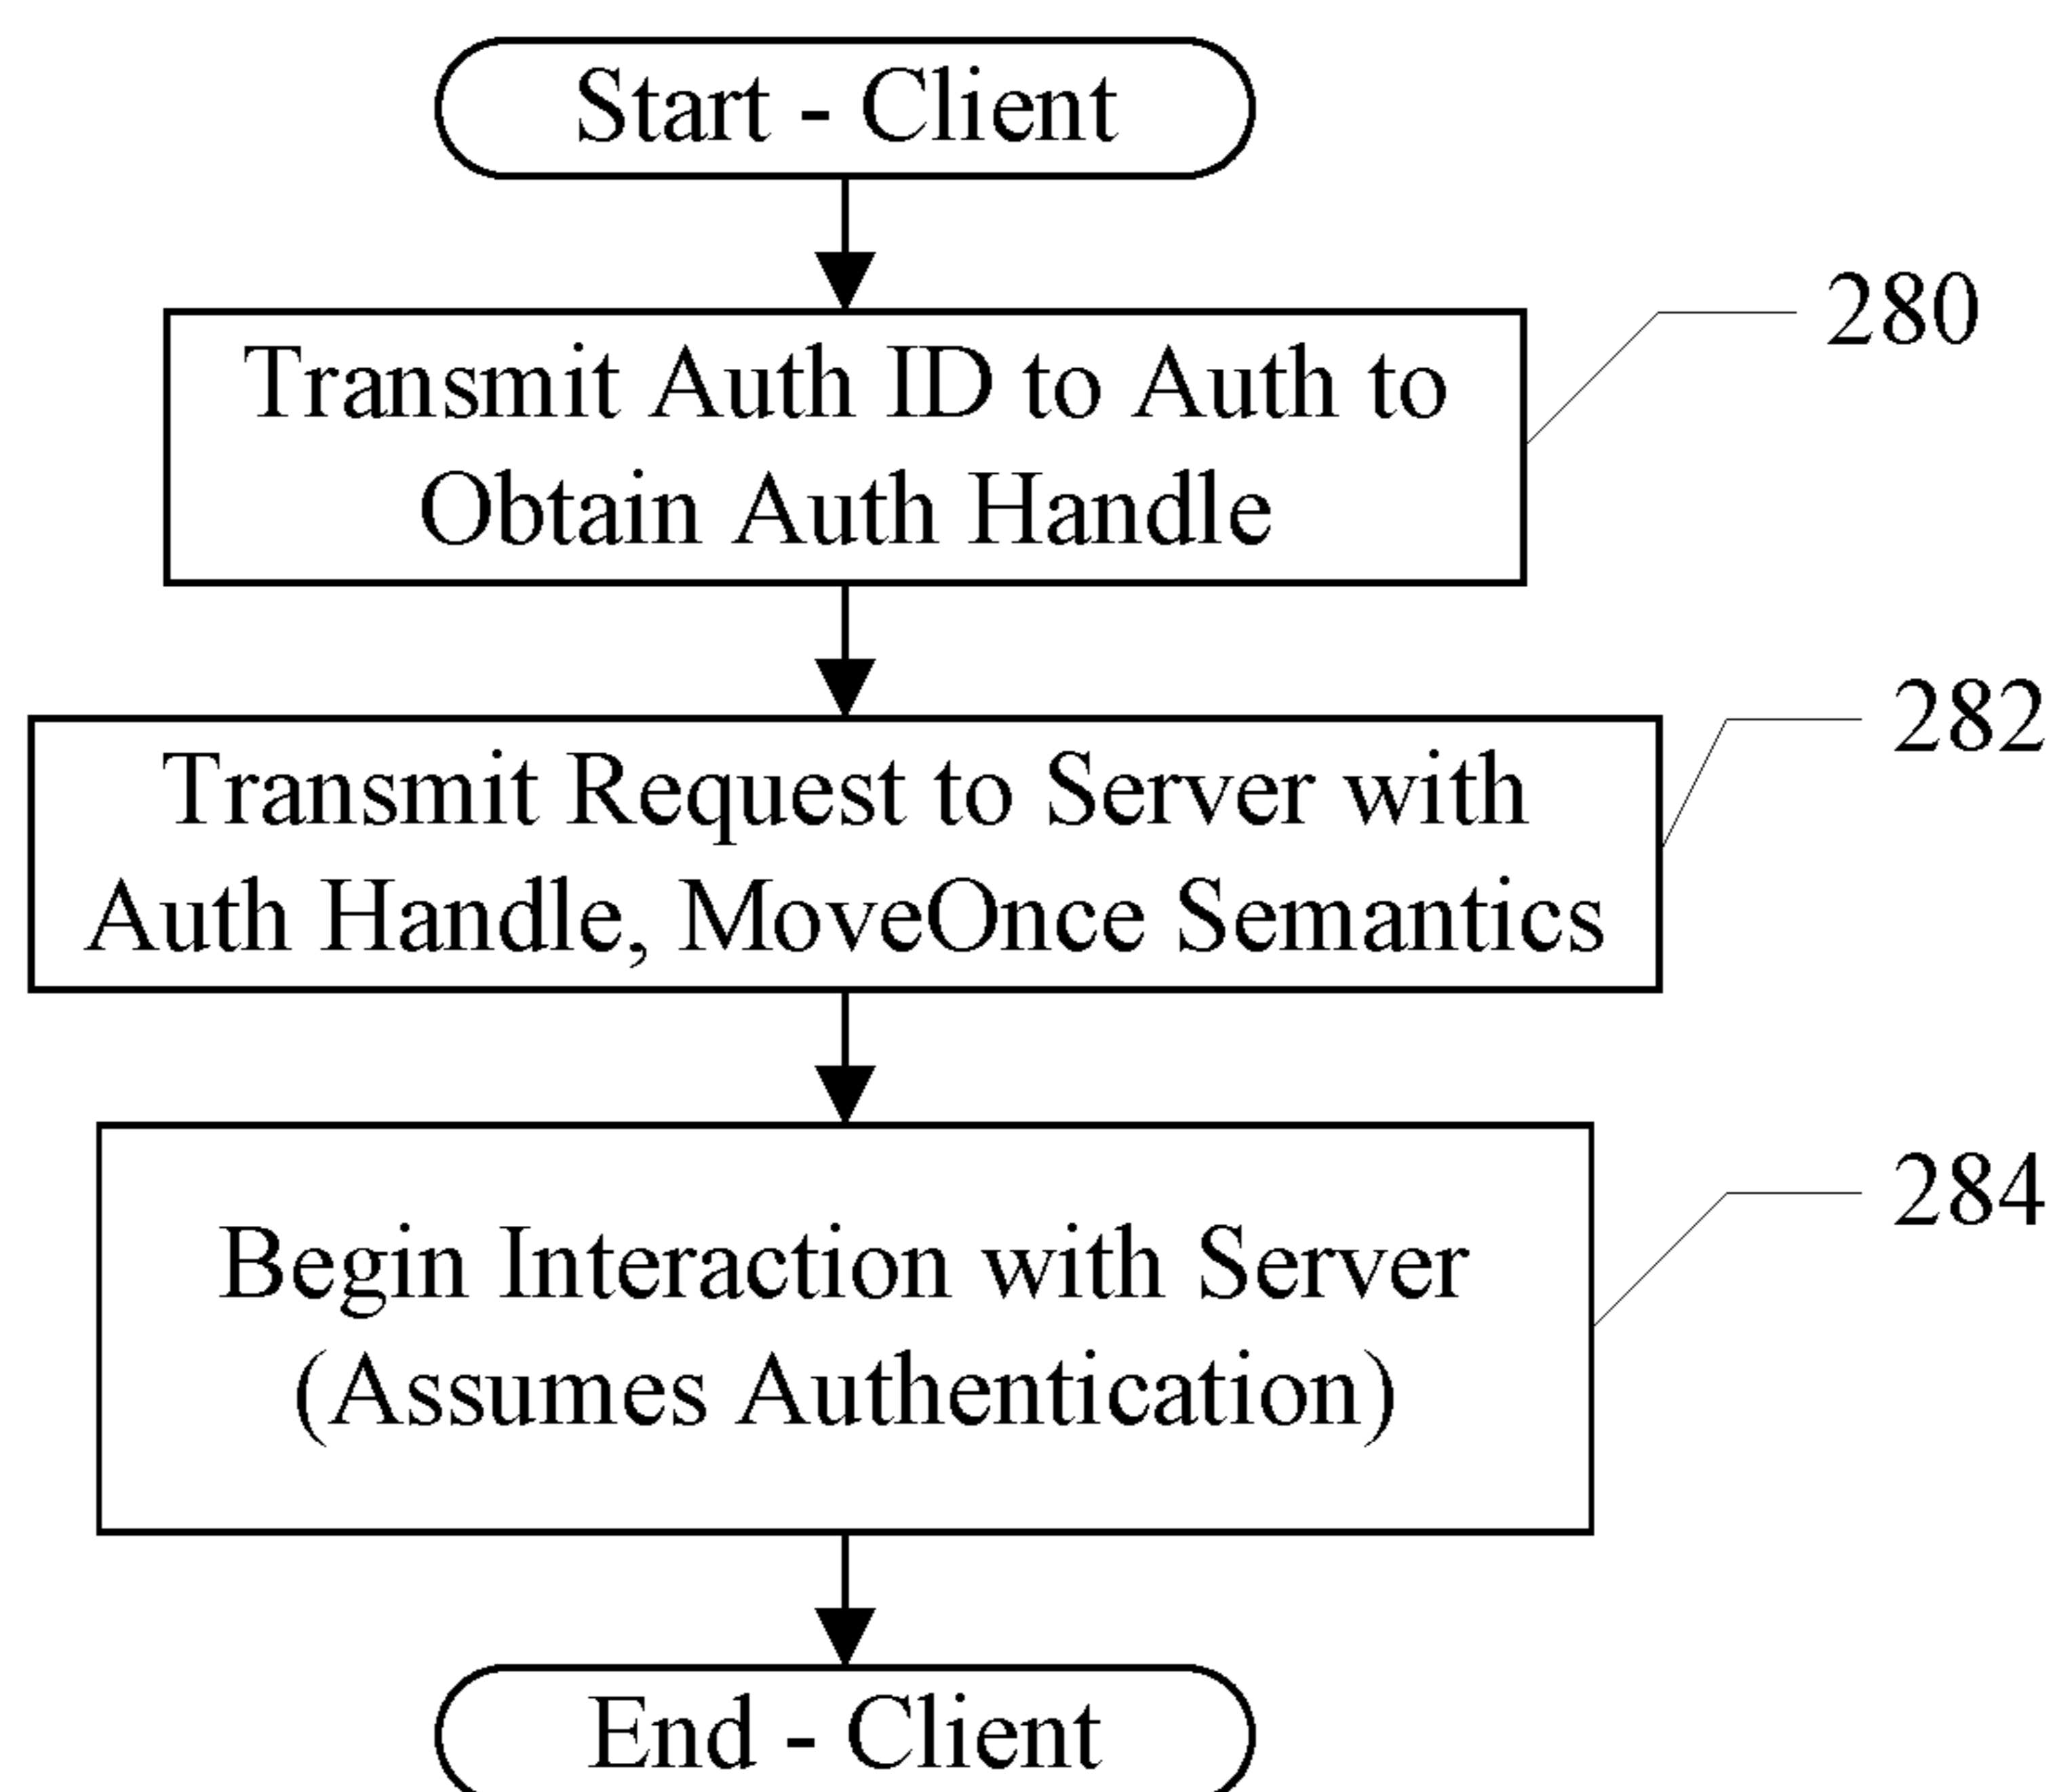 Start - Client
280
Transmit Auth ID to Auth to
Obtain Auth Handle
282
Transmit Request to Server with
Auth Handle, MoveOnce Semantics
284
Begin Interaction with Server
(Assumes Authentication)
End - Client